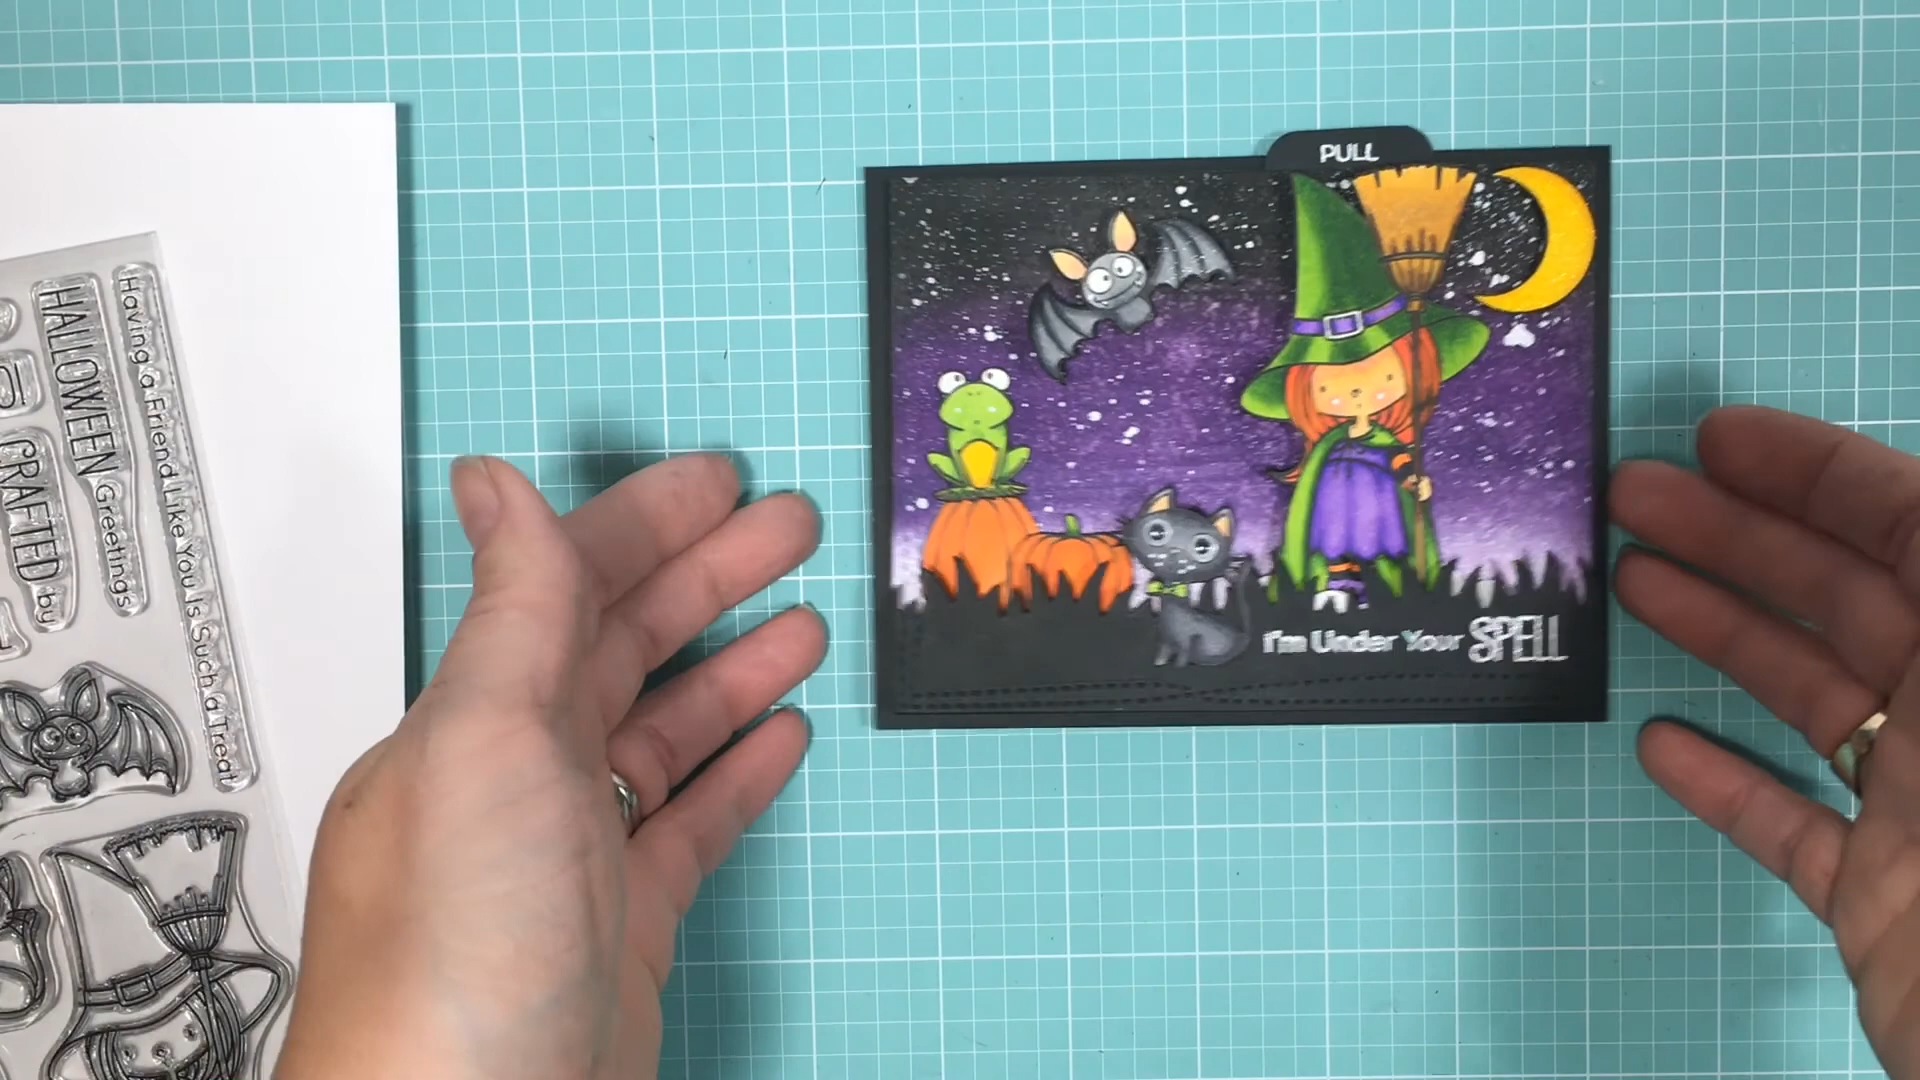 PULL
I'm Under Your SPELL
Having a Friend Like You Is Such a Treat
HALLOWEEN Greetings
CRAFTED by